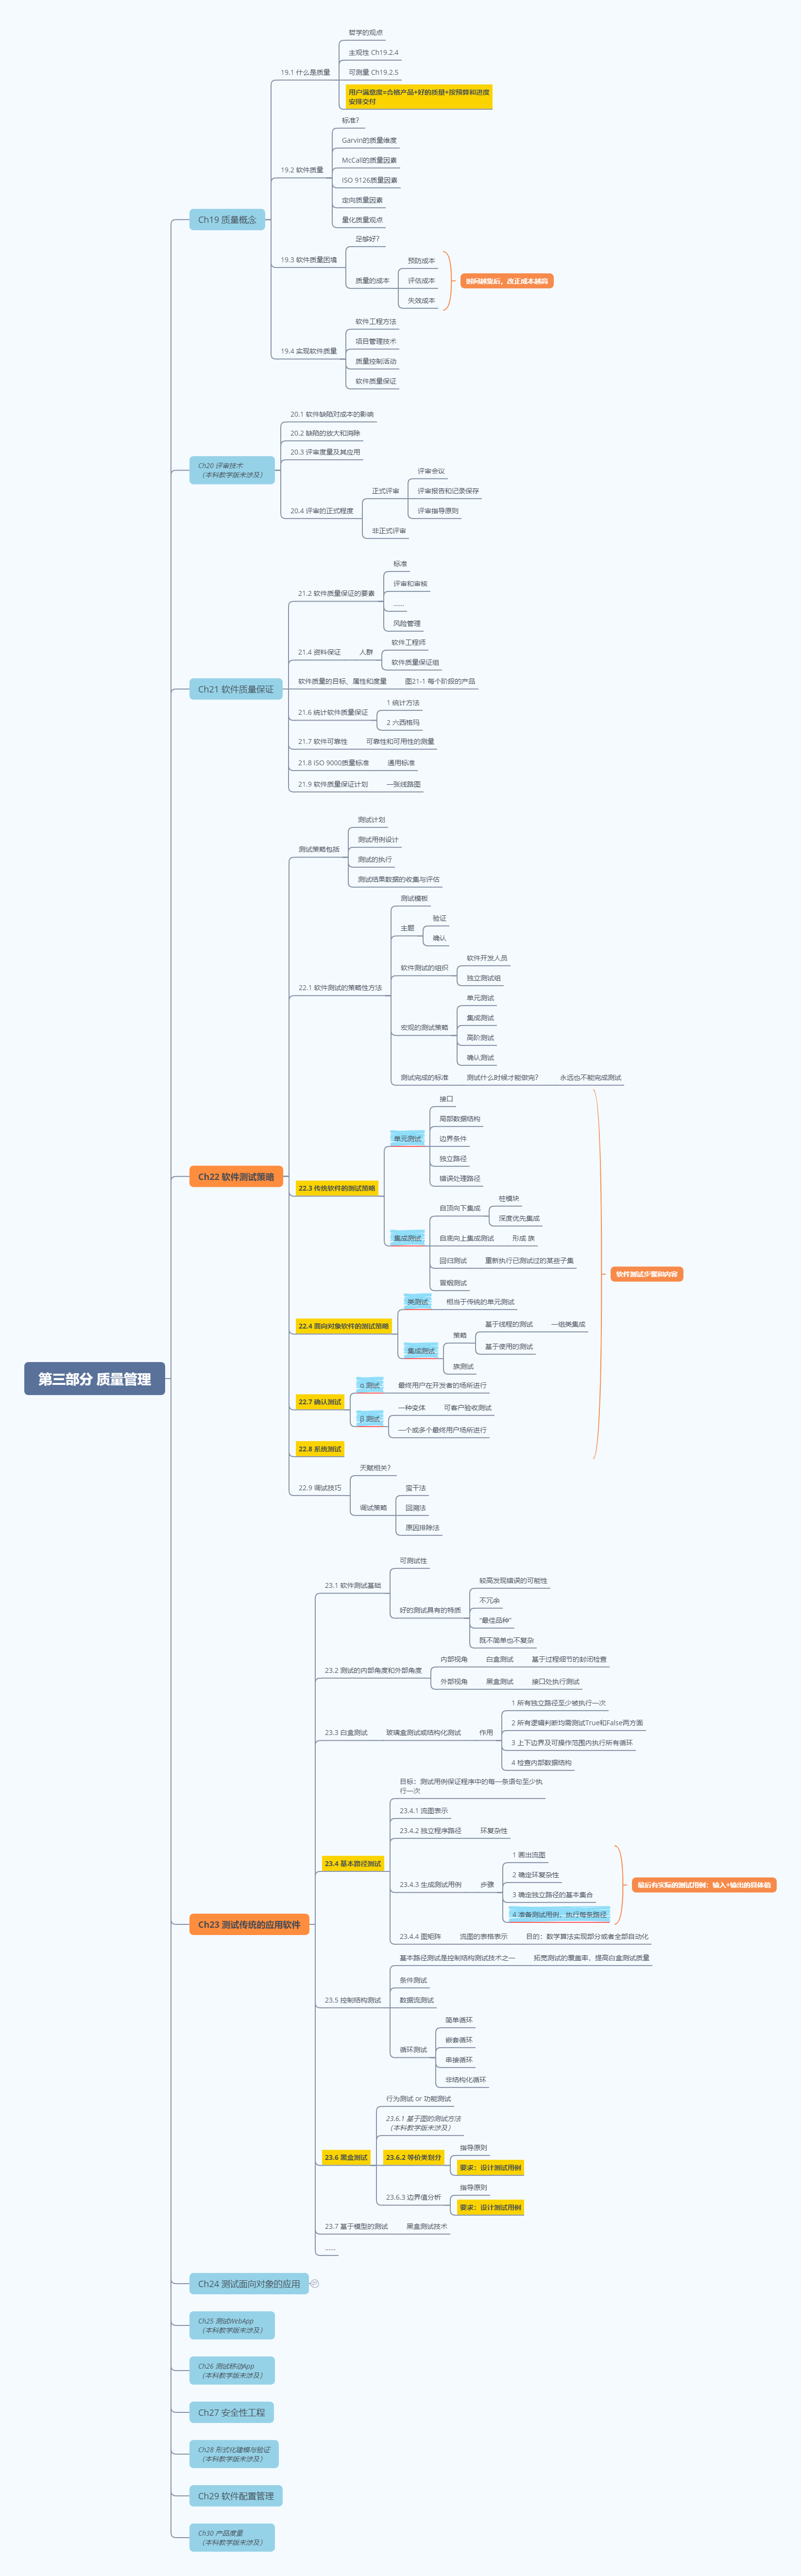 第三部分 质量管理
Ch19 质量概念
19.1 什么是质量
哲学的观点
主观性 Ch19.2.4
可测量 Ch19.2.5
用户满意度=合格产品+好的质量+按预算和进度
安排交付
19.2 软件质量
标准?
Garvin的质量维度
McCall的质量因素
ISO 9126质量因素
定向质量因素
量化质量观点
19.3 软件质量困境
足够好?
质量的成本
预防成本
评估成本
失效成本
时间越靠后，改正成本越高
19.4 实现软件质量
软件工程方法
项目管理技术
质量控制活动
软件质量保证
Ch20 评审技术
（本科教学版未涉及）
20.1 软件缺陷对成本的影响
20.2 缺陷的放大和消除
20.3 评审度量及其应用
20.4 评审的正式程度
正式评审
评审会议
评审报告和记录保存
评审指导原则
非正式评审
Ch21 软件质量保证
21.2 软件质量保证的要素
标准
评审和审核
......
风险管理
21.4 资料保证
人群
软件工程师
软件质量保证组
软件质量的目标、属性和度量
图21-1 每个阶段的产品
21.6 统计软件质量保证
1 统计方法
2 六西格玛
21.7 软件可靠性
可靠性和可用性的测量
21.8 ISO 9000质量标准
通用标准
21.9 软件质量保证计划
一张线路图
Ch22 软件测试策略
测试策略包括
测试计划
测试用例设计
测试的执行
测试结果数据的收集与评估
22.1 软件测试的策略性方法
测试模板
主题
验证
确认
软件测试的组织
软件开发人员
独立测试组
宏观的测试策略
单元测试
集成测试
高阶测试
确认测试
测试完成的标准
测试什么时候才能做完?
永远也不能完成测试
22.3 传统软件的测试策略
单元测试
接口
局部数据结构
边界条件
独立路径
错误处理路径
集成测试
自顶向下集成
桩模块
深度优先集成
自底向上集成测试
形成 族
回归测试
重新执行已测试过的某些子集
冒烟测试
22.4 面向对象软件的测试策略
类测试
相当于传统的单元测试
集成测试
策略
基于线程的测试
一组类集成
基于使用的测试
族测试
22.7 确认测试
α 测试
最终用户在开发者的场所进行
β 测试
一种变体
可客户验收测试
一个或多个最终用户场所进行
22.8 系统测试
软件测试步骤和内容
22.9 调试技巧
天赋相关?
调试策略
蛮干法
回溯法
原因排除法
Ch23 测试传统的应用软件
23.1 软件测试基础
可测试性
好的测试具有的特质
较高发现错误的可能性
不冗余
“最佳品种”
既不简单也不复杂
23.2 测试的内部角度和外部角度
内部视角
白盒测试
基于过程细节的封闭检查
外部视角
黑盒测试
接口处执行测试
23.3 白盒测试
玻璃盒测试或结构化测试
作用
1 所有独立路径至少被执行一次
2 所有逻辑判断均需测试True和False两方面
3 上下边界及可操作范围内执行所有循环
4 检查内部数据结构
23.4 基本路径测试
目标：测试用例保证程序中的每一条语句至少执
行一次
23.4.1 流图表示
23.4.2 独立程序路径
环复杂性
23.4.3 生成测试用例
步骤
1 画出流图
2 确定环复杂性
3 确定独立路径的基本集合
4 准备测试用例，执行每条路径
最后有实际的测试用例：输入+输出的具体值
23.4.4 图矩阵
流图的表格表示
目的：数学算法实现部分或者全部自动化
23.5 控制结构测试
基本路径测试是控制结构测试技术之一
拓宽测试的覆盖率，提高白盒测试质量
条件测试
数据流测试
循环测试
简单循环
嵌套循环
串接循环
非结构化循环
23.6 黑盒测试
行为测试 or 功能测试
23.6.1 基于图的测试方法
（本科教学版未涉及）
23.6.2 等价类划分
指导原则
要求：设计测试用例
23.6.3 边界值分析
指导原则
要求：设计测试用例
23.7 基于模型的测试
黑盒测试技术
......
Ch24 测试面向对象的应用
Ch25 测试WebApp
（本科教学版未涉及）
Ch26 测试移动App
（本科教学版未涉及）
Ch27 安全性工程
Ch28 形式化建模与验证
（本科教学版未涉及）
Ch29 软件配置管理
Ch30 产品度量
（本科教学版未涉及）